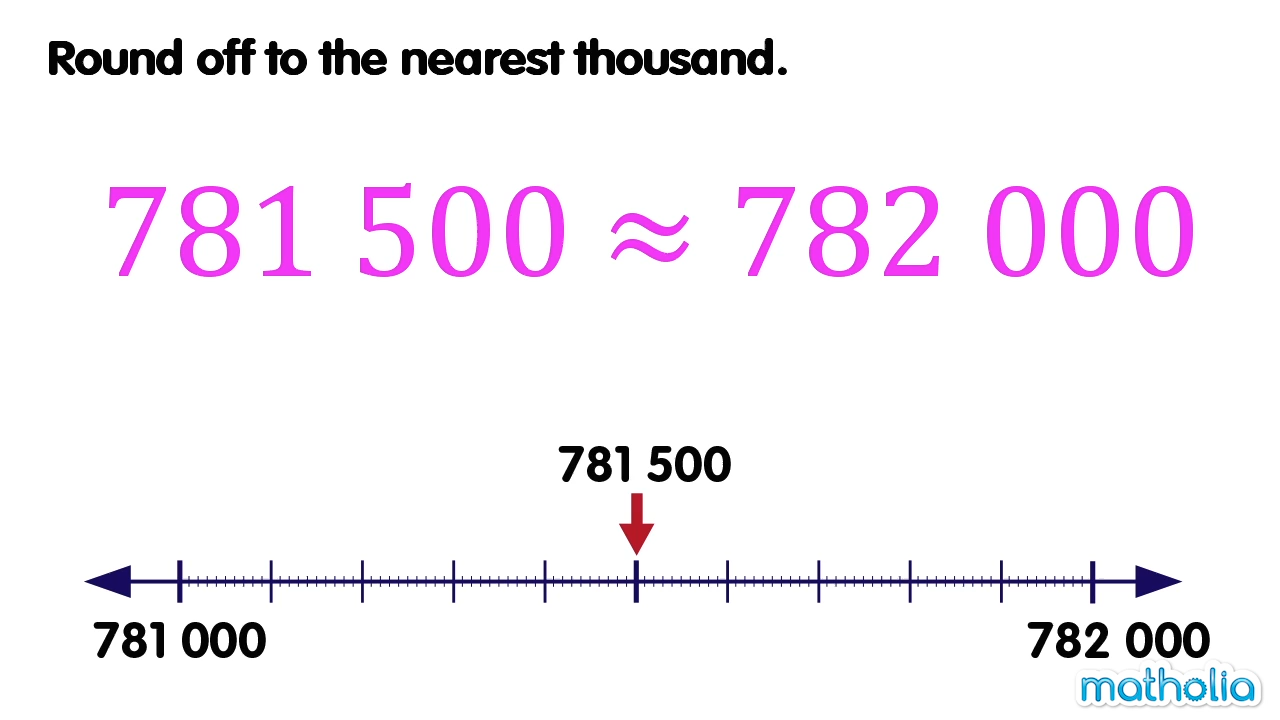 Round off to the nearest thousand.
781 500 ≈ 782 000
781 500
781 000 782 000
matholia